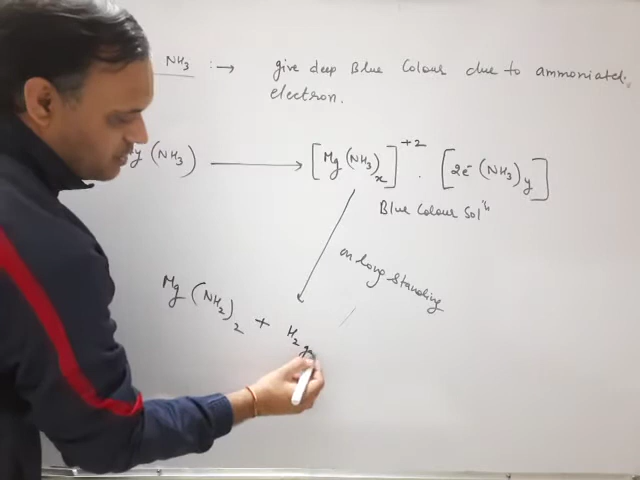 NH3 :→ give deep Blue Colour due to ammoniated
electron.
y (NH3) → [Mg(NH3)x]+2 . [2e- (NH3)y]
Blue Colour Solⁿ
on long standing
Mg(NH2)2 + H2 g